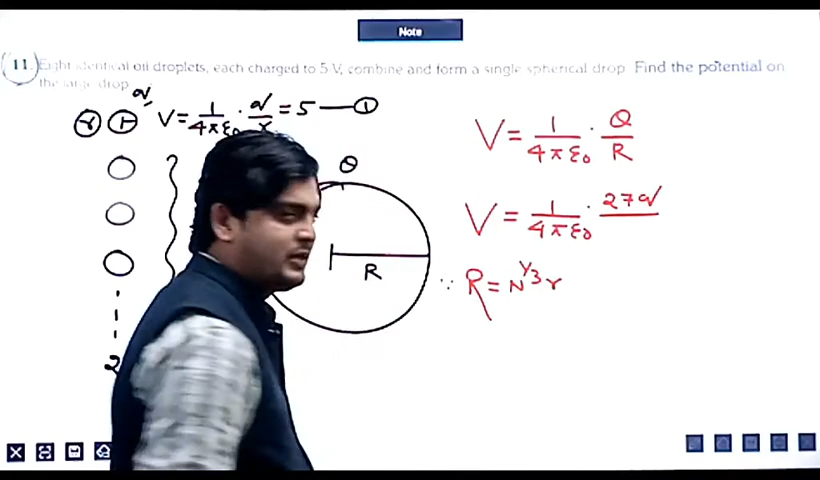 Note
11. Eight identical oil droplets, each charged to 5 V, combine and form a single spherical drop. Find the potential on
the large drop.
q
r
V = 1/4πε₀ · q/r = 5 — ①
Q
R
V = 1/4πε₀ · Q/R
V = 1/4πε₀ · 27q
∵ R = N^1/3 r
2